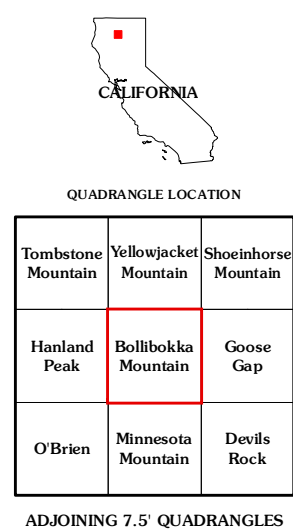 CALIFORNIA
QUADRANGLE LOCATION
Tombstone
Mountain
Yellowjacket
Mountain
Shoeinhorse
Mountain
Hanland
Peak
Bollibokka
Mountain
Goose
Gap
O'Brien
Minnesota
Mountain
Devils
Rock
ADJOINING 7.5' QUADRANGLES